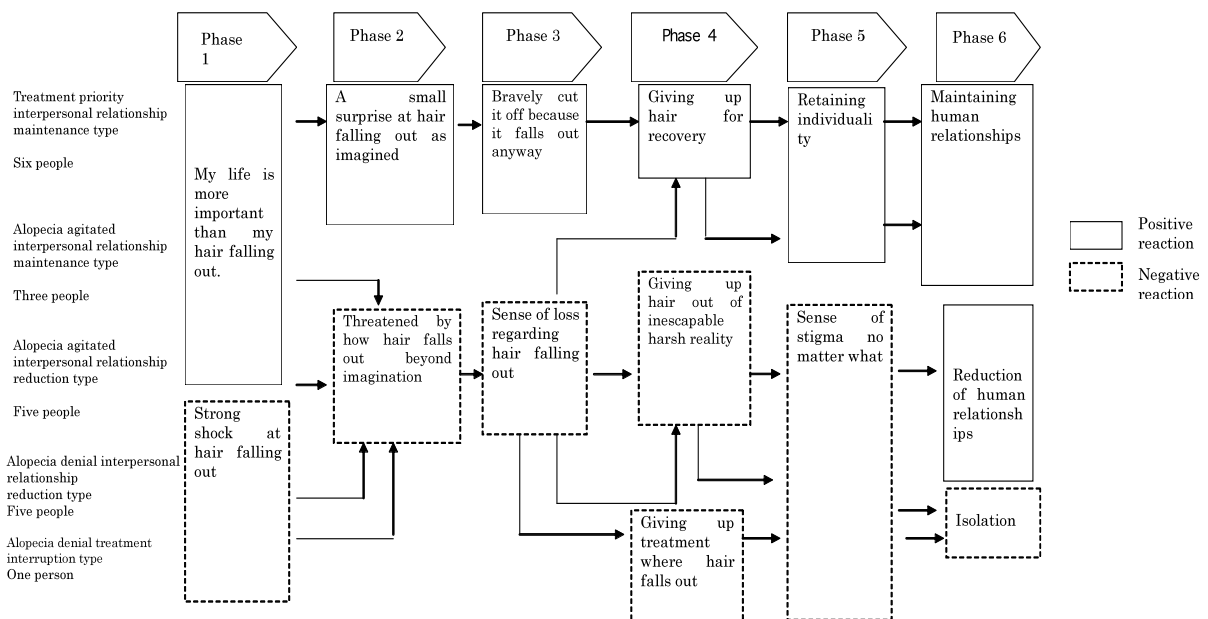 Phase
1
Phase 2
Phase 3
Phase 4
Phase 5
Phase 6
Treatment priority
interpersonal relationship
maintenance type
Six people
Alopecia agitated
interpersonal relationship
maintenance type
Three people
Alopecia agitated
interpersonal relationship
reduction type
Five people
Alopecia denial interpersonal
relationship
reduction type
Five people
Alopecia denial treatment
interruption type
One person
My life is
more
important
than my
hair falling
out.
Strong
shock at
hair falling
out
A small
surprise at hair
falling out as
imagined
Threatened by
how hair falls
out beyond
imagination
Bravely cut
it off because
it falls out
anyway
Sense of loss
regarding
hair falling
out
Giving up
hair for
recovery
Giving up
hair out of
inescapable
harsh reality
Giving up
treatment
where hair
falls out
Retaining
individuali
ty
Sense of
stigma no
matter what
Maintaining
human
relationships
Reduction
of human
relationsh
ips
Isolation
Positive
reaction
Negative
reaction